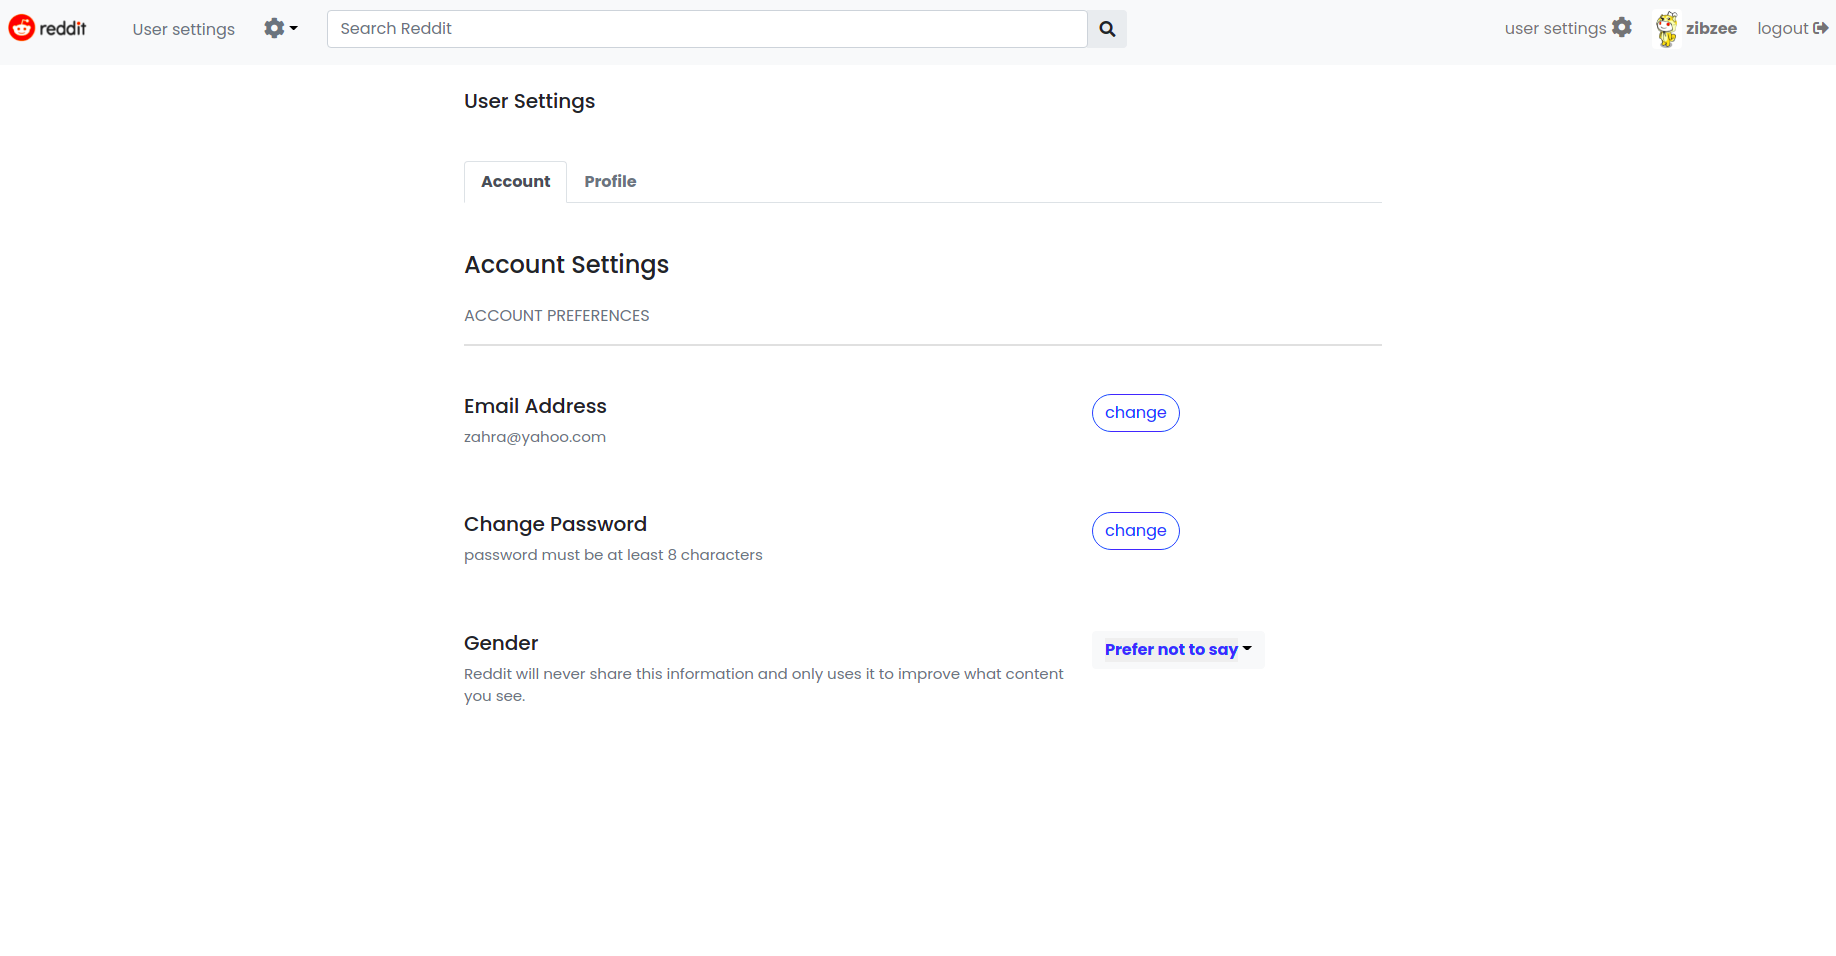 reddit
User settings
Search Reddit
user settings
zibzee
logout
User Settings
Account
Profile
Account Settings
ACCOUNT PREFERENCES
Email Address
change
zahra@yahoo.com
Change Password
change
password must be at least 8 characters
Gender
Prefer not to say
Reddit will never share this information and only uses it to improve what content
you see.